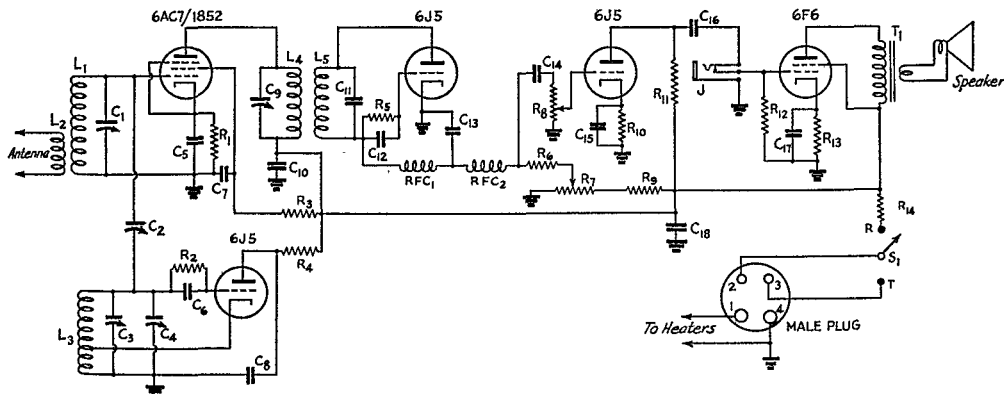 6AC7/1852
6J5
6J5
6F6
L1
L2
Antenna
C1
R1
C5
C7
L4
C9
C10
L5
C11
R5
C12
C13
RFC1
RFC2
C14
R8
R6
R7
R9
C15
R10
R11
C16
J
R12
C17
R13
T1
Speaker
R3
R4
C18
R14
R
S1
T
C2
6J5
R2
C6
L3
C3
C4
C8
2
3
1
4
To Heaters
MALE PLUG